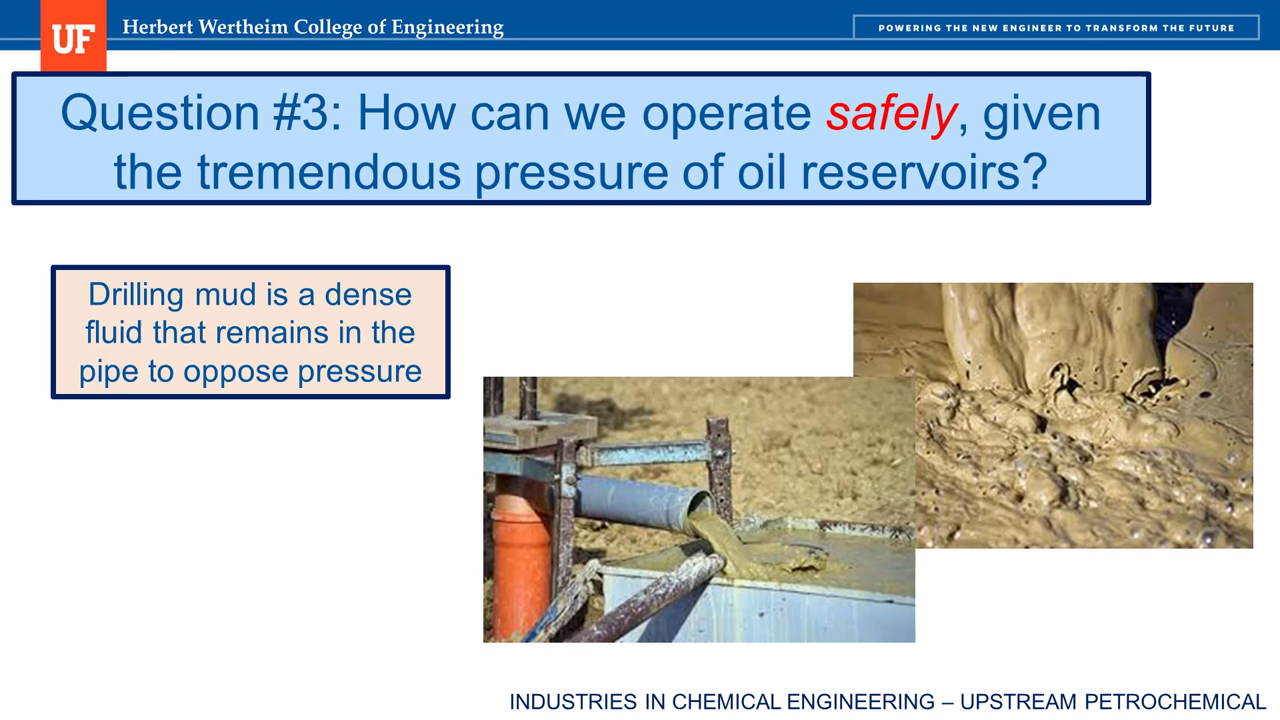 UF
Herbert Wertheim College of Engineering
POWERING THE NEW ENGINEER TO TRANSFORM THE FUTURE
Question #3: How can we operate safely, given
the tremendous pressure of oil reservoirs?
Drilling mud is a dense
fluid that remains in the
pipe to oppose pressure
INDUSTRIES IN CHEMICAL ENGINEERING – UPSTREAM PETROCHEMICAL